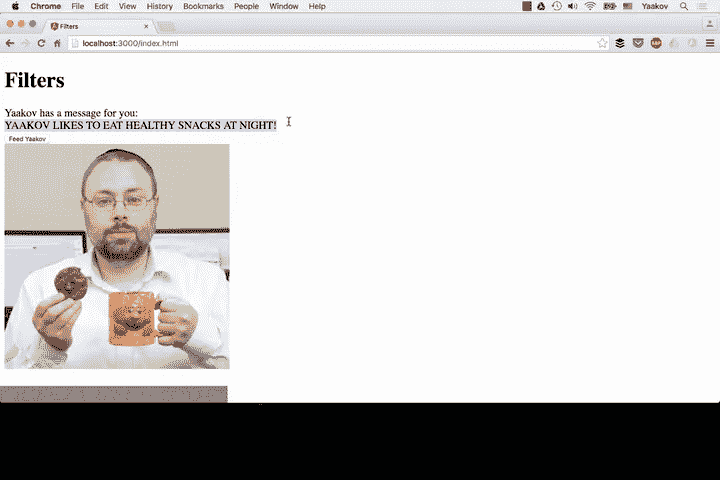 Chrome File Edit View History Bookmarks People Window Help Yaakov
Filters
localhost:3000/index.html
Filters
Yaakov has a message for you:
YAAKOV LIKES TO EAT HEALTHY SNACKS AT NIGHT!
Feed Yaakov